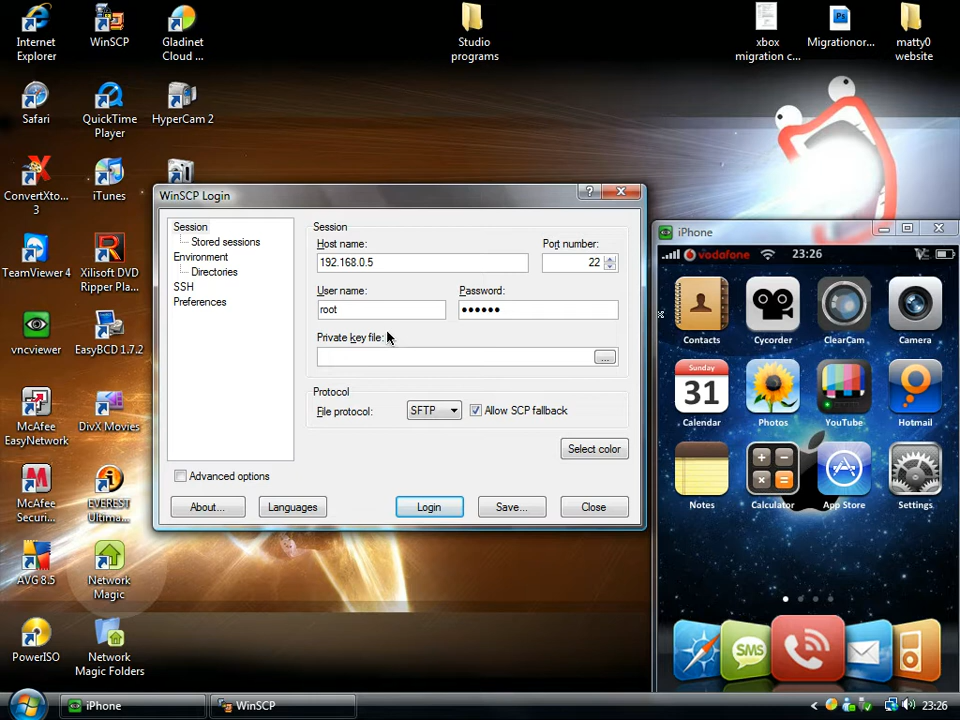 Internet
Explorer
WinSCP
Gladinet
Cloud ...
Studio
programs
xbox
migration c...
Migrationor...
matty0
website
Safari
QuickTime
Player
HyperCam 2
ConvertXto...
3
iTunes
TeamViewer 4
Xilisoft DVD
Ripper Pla...
vncviewer
EasyBCD 1.7.2
McAfee
EasyNetwork
DivX Movies
McAfee
Securi...
EVEREST
Ultima...
AVG 8.5
Network
Magic
PowerISO
Network
Magic Folders
WinSCP Login
Session
Stored sessions
Environment
Directories
SSH
Preferences
Session
Host name:
Port number:
192.168.0.5
22
User name:
Password:
root
••••••
Private key file:
...
Protocol
File protocol:
SFTP
Allow SCP fallback
Select color
Advanced options
About...
Languages
Login
Save...
Close
iPhone
vodafone
23:26
Contacts
Cycorder
ClearCam
Camera
Sunday
31
Calendar
Photos
YouTube
Hotmail
Notes
Calculator
App Store
Settings
SMS
iPhone
WinSCP
23:26